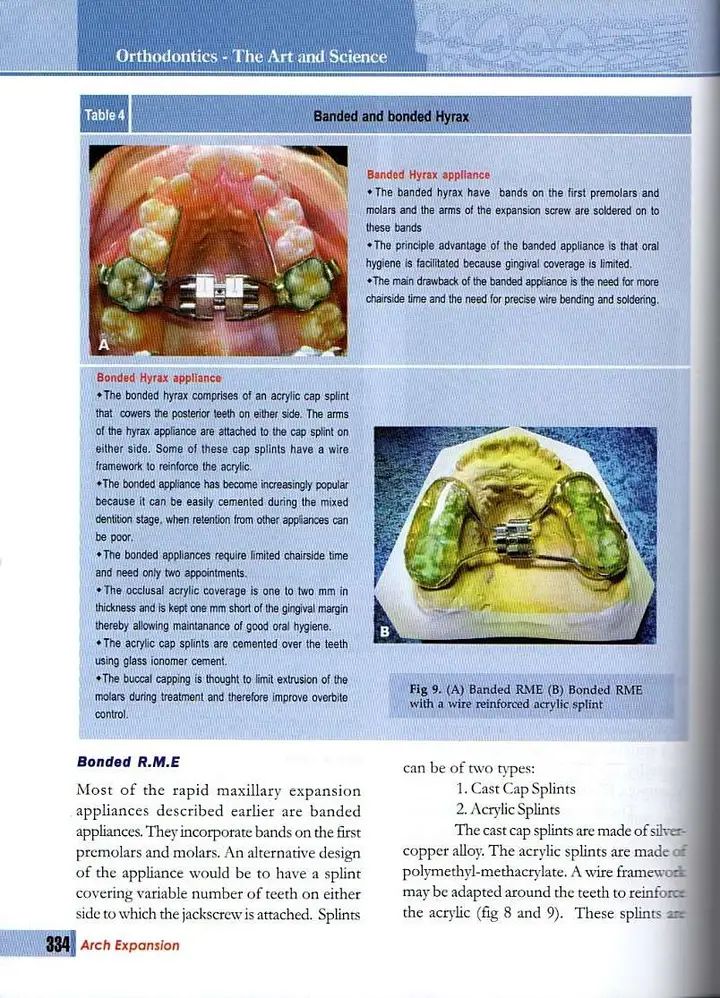 Orthodontics - The Art and Science
Table 4
Banded and bonded Hyrax
Banded Hyrax appliance
◆The banded hyrax have bands on the first premolars and
molars and the arms of the expansion screw are soldered on to
these bands
◆The principle advantage of the banded appliance is that oral
hygiene is facilitated because gingival coverage is limited.
◆The main drawback of the banded appliance is the need for more
chairside time and the need for precise wire bending and soldering.
A
Bonded Hyrax appliance
◆The bonded hyrax comprises of an acrylic cap splint
that cowers the posterior teeth on either side. The arms
of the hyrax appliance are attached to the cap splint on
either side. Some of these cap splints have a wire
framework to reinforce the acrylic.
◆The bonded appliance has become increasingly popular
because it can be easily cemented during the mixed
dentition stage, when retention from other appliances can
be poor.
◆The bonded appliances require limited chairside time
and need only two appointments.
◆The occlusal acrylic coverage is one to two mm in
thickness and is kept one mm short of the gingival margin
thereby allowing maintanance of good oral hygiene.
◆The acrylic cap splints are cemented over the teeth
using glass ionomer cement.
◆The buccal capping is thought to limit extrusion of the
molars during treatment and therefore improve overbite
control.
B
Fig 9. (A) Banded RME (B) Bonded RME
with a wire reinforced acrylic splint
Bonded R.M.E
Most of the rapid maxillary expansion
appliances described earlier are banded
appliances. They incorporate bands on the first
premolars and molars. An alternative design
of the appliance would be to have a splint
covering variable number of teeth on either
side to which the jackscrew is attached. Splints
can be of two types:
1. Cast Cap Splints
2. Acrylic Splints
The cast cap splints are made of silver-
copper alloy. The acrylic splints are made of
polymethyl-methacrylate. A wire framework
may be adapted around the teeth to reinforce
the acrylic (fig 8 and 9). These splints are
334 Arch Expansion